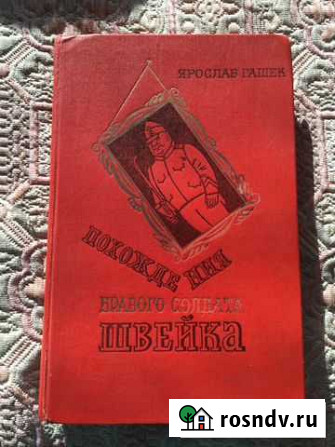 ЯРОСЛАВ ГАШЕК
ПОХОЖДЕНИЯ
БРАВОГО СОЛДАТА
ШВЕЙКА
rosndv.ru